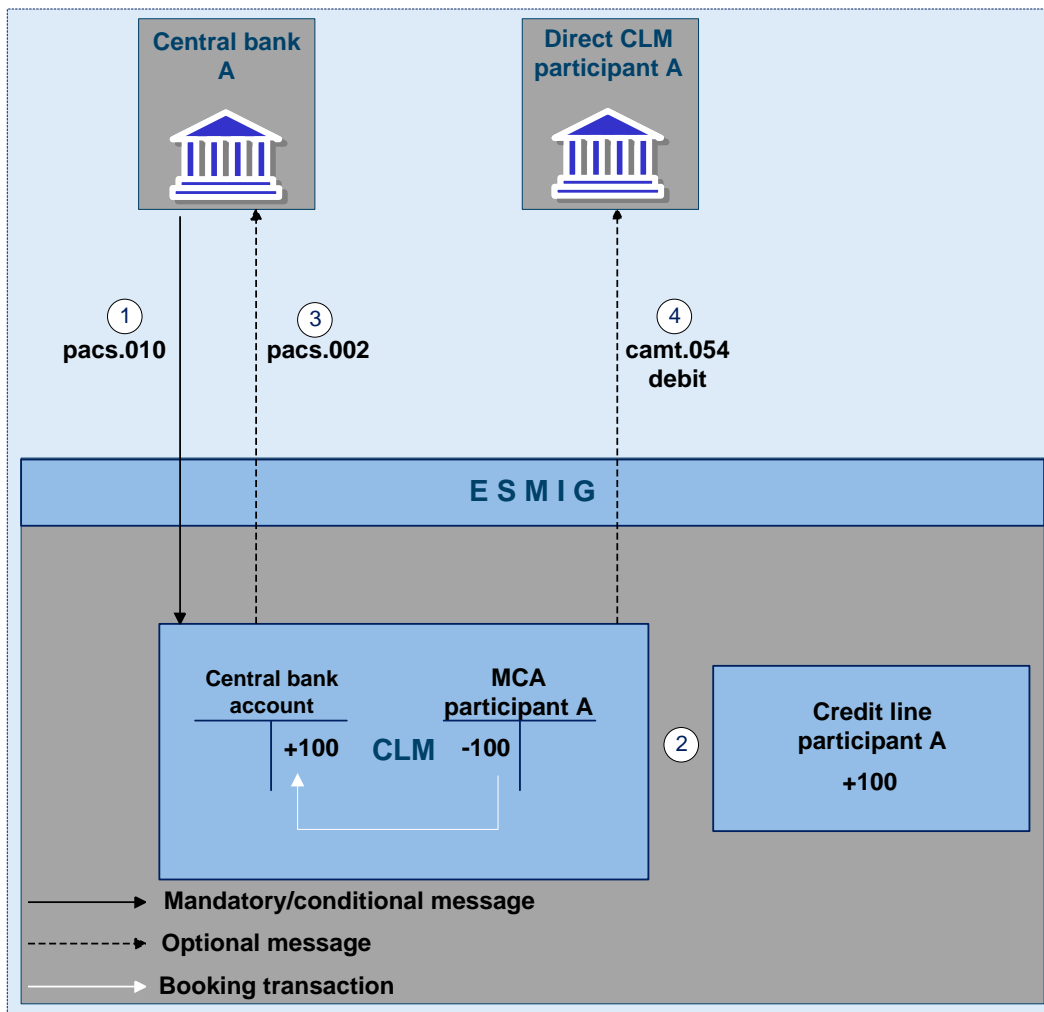 Central bank
A
Direct CLM
participant A
1
pacs.010
3
pacs.002
4
camt.054
debit
E S M I G
Central bank
account
MCA
participant A
+100
CLM
-100
2
Credit line
participant A
+100
Mandatory/conditional message
Optional message
Booking transaction